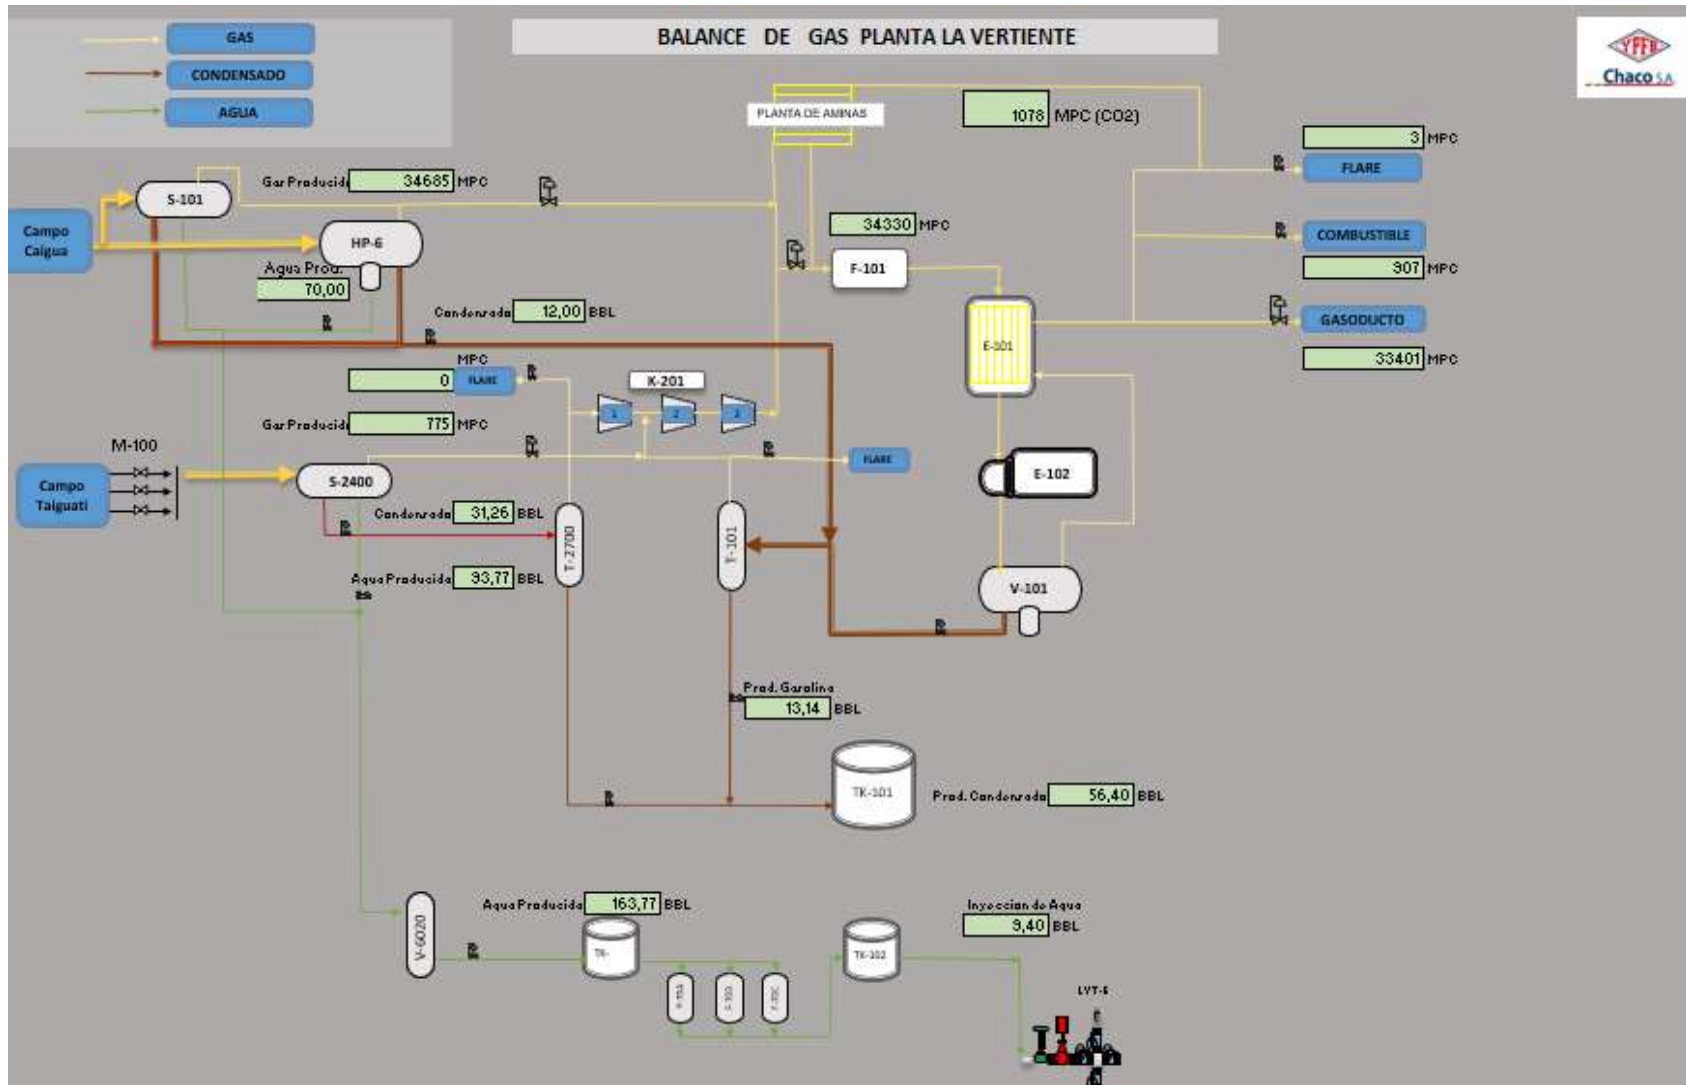 BALANCE DE GAS PLANTA LA VERTIENTE
YPFB
Chaco S.A.
GAS
CONDENSADO
AGUA
PLANTA DE AMINAS
1078 MPC (CO2)
3 MPC
FLARE
Gas Producido 34685 MPC
S-101
Campo
Caigua
HP-6
34330 MPC
F-101
COMBUSTIBLE
907 MPC
Agua Prod.
70,00
Condensado 12,00 BBL
GASODUCTO
33401 MPC
E-101
MPC
0 FLARE
K-201
1 2 3
Gas Producido 775 MPC
M-100
Campo
Taiguati
S-2400
FLARE
E-102
Condensado 31,26 BBL
T-2700
T-101
Agua Producida 93,77 BBL
V-101
Prod. Gasolina
13,14 BBL
TK-101
Prod. Condensado 56,40 BBL
Agua Producida 163,77 BBL
Inyeccion de Agua
9,40 BBL
V-6020
TK-
TK-102